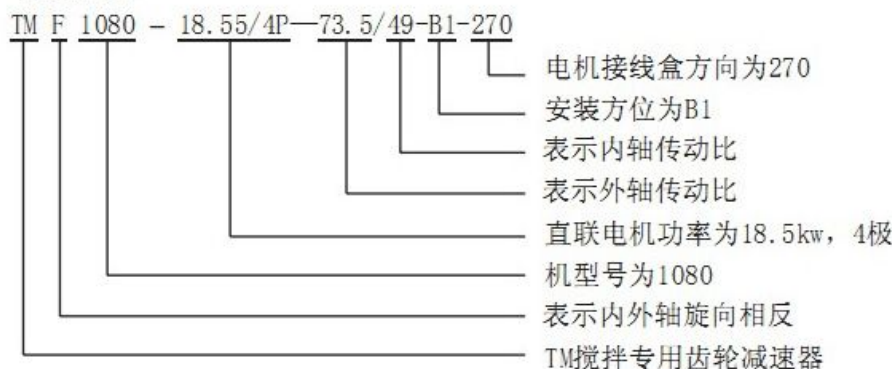 TM F 1080 - 18.55/4P—73.5/49-B1-270
电机接线盒方向为270
安装方位为B1
表示内轴传动比
表示外轴传动比
直联电机功率为18.5kw，4极
机型号为1080
表示内外轴旋向相反
TM搅拌专用齿轮减速器